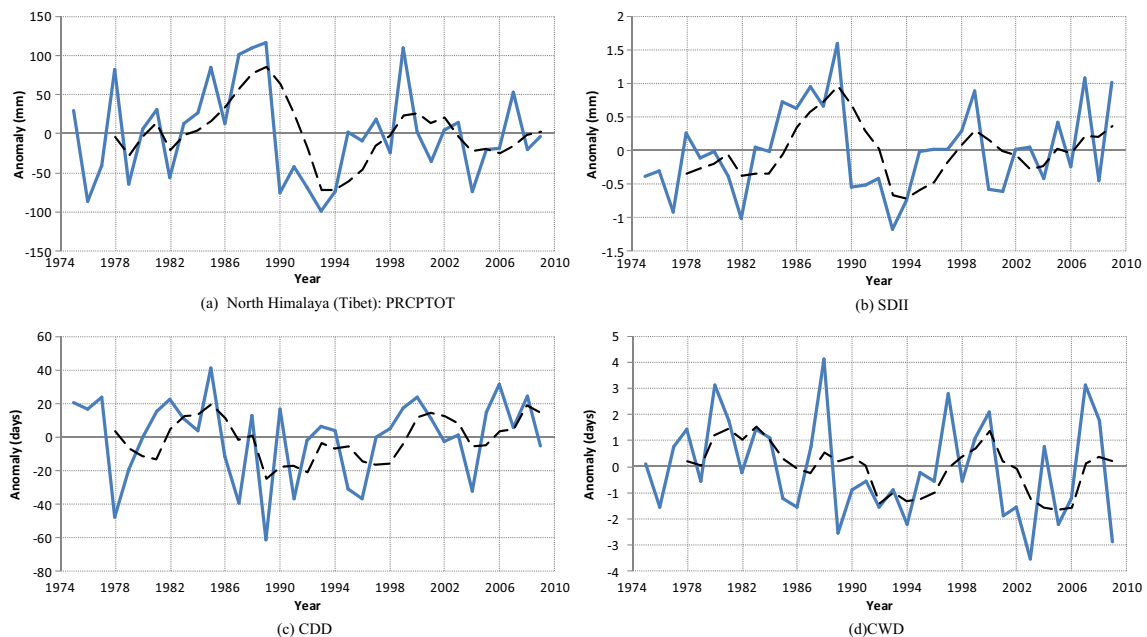 150
100
50
0
-50
-100
-150
Anomaly (mm)
1974 1978 1982 1986 1990 1994 1998 2002 2006 2010
Year
(a) North Himalaya (Tibet): PRCPTOT
2
1.5
1
0.5
0
-0.5
-1
-1.5
Anomaly (mm)
1974 1978 1982 1986 1990 1994 1998 2002 2006 2010
Year
(b) SDII
60
40
20
0
-20
-40
-60
-80
Anomaly (days)
1974 1978 1982 1986 1990 1994 1998 2002 2006 2010
Year
(c) CDD
5
4
3
2
1
0
-1
-2
-3
-4
Anomaly (days)
1974 1978 1982 1986 1990 1994 1998 2002 2006 2010
Year
(d)CWD